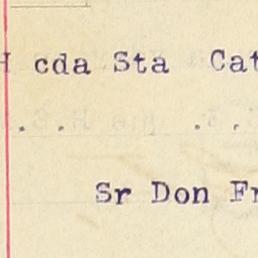 H cda Sta Cat
. . . .
Sr Don Fr